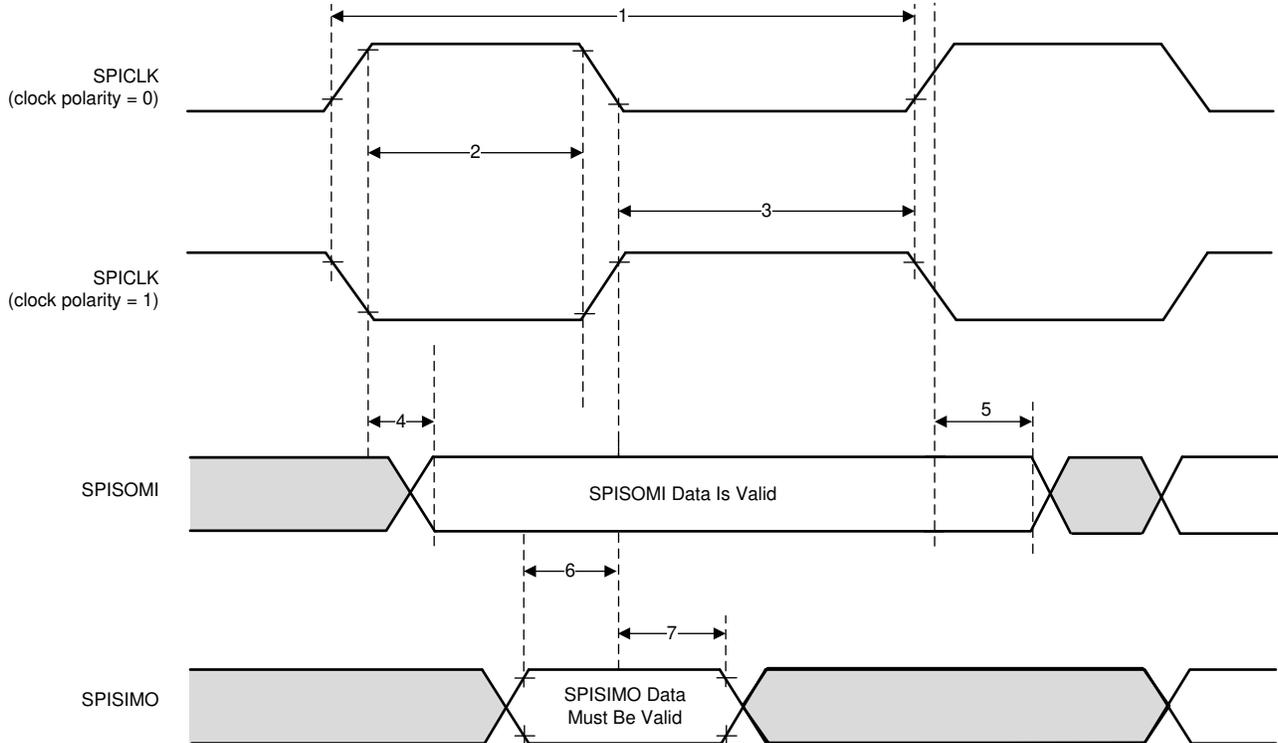 1
SPICLK
(clock polarity = 0)
2
3
SPICLK
(clock polarity = 1)
4
5
SPISOMI
SPISOMI Data Is Valid
6
7
SPISIMO
SPISIMO Data
Must Be Valid